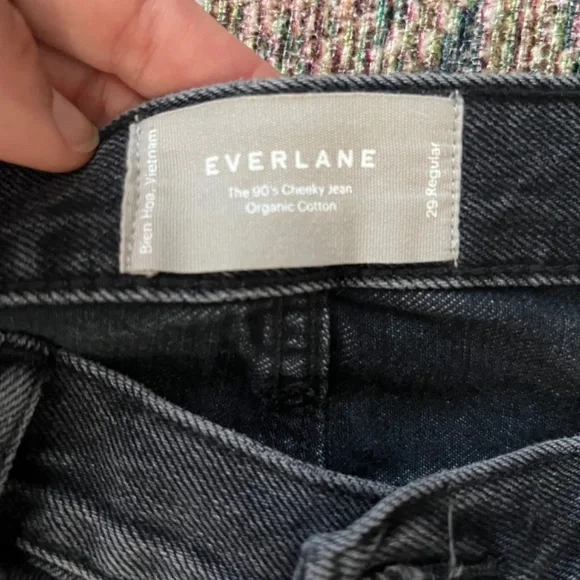 Bien Hoa, Vietnam
EVERLANE
The 90's Cheeky Jean
Organic Cotton
29 Regular